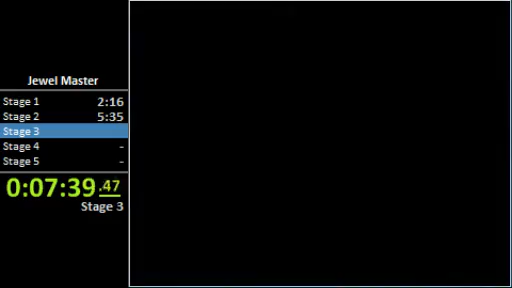 Jewel Master
Stage 1 2:16
Stage 2 5:35
Stage 3
Stage 4 -
Stage 5 -
0:07:39.47
Stage 3